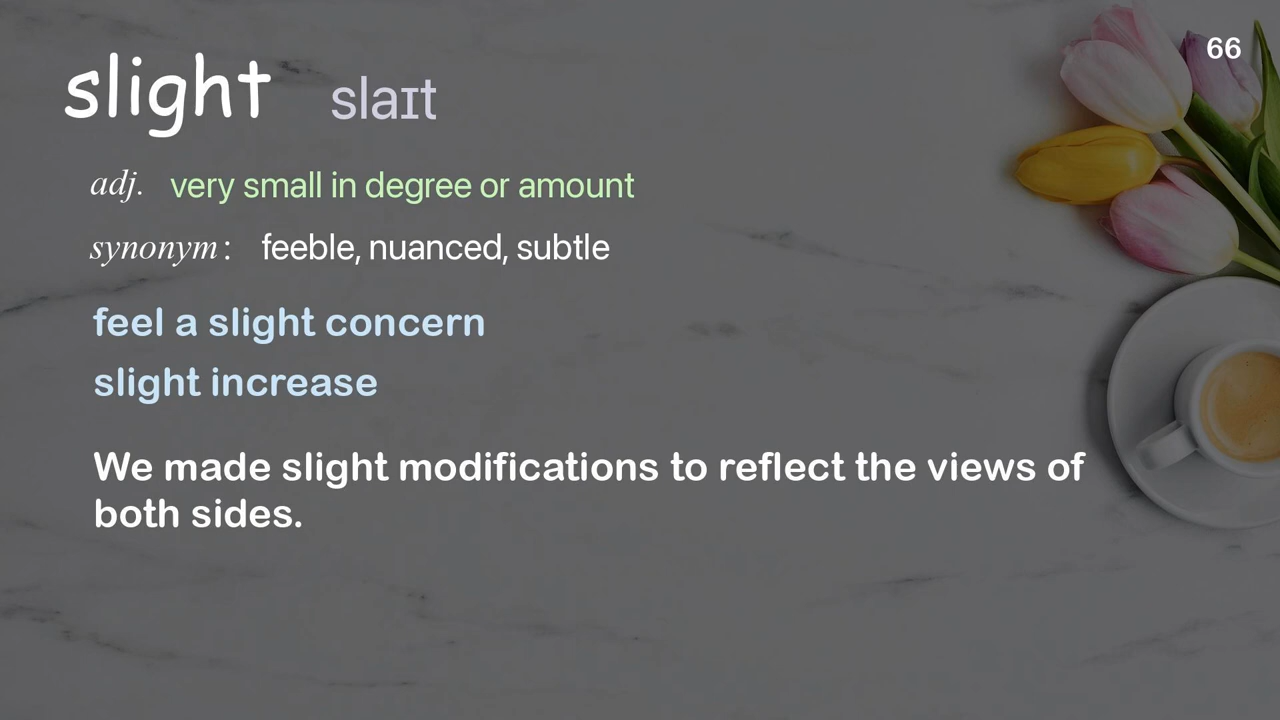 66
slight slaɪt
adj. very small in degree or amount
synonym: feeble, nuanced, subtle
feel a slight concern
slight increase
We made slight modifications to reflect the views of
both sides.